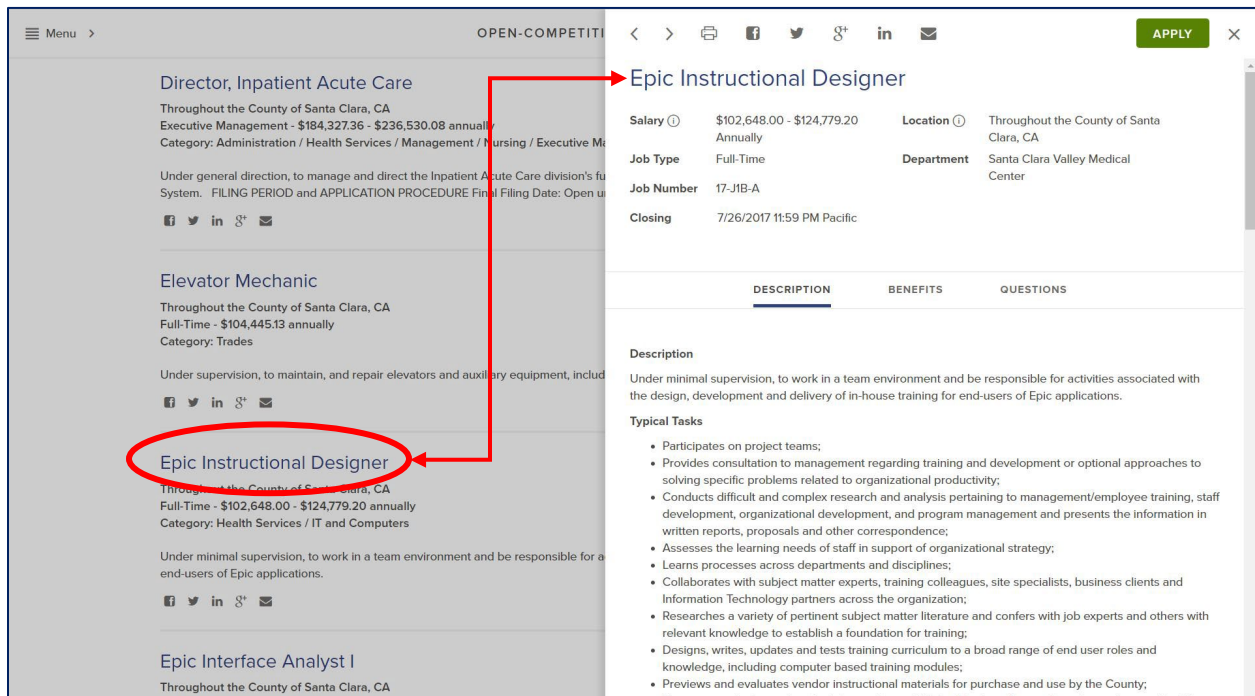 Menu >
OPEN-COMPETITI
Director, Inpatient Acute Care
Throughout the County of Santa Clara, CA
Executive Management - $184,327.36 - $236,530.08 annually
Category: Administration / Health Services / Management / Nursing / Executive Ma
Under general direction, to manage and direct the Inpatient Acute Care division's fu
System. FILING PERIOD and APPLICATION PROCEDURE Final Filing Date: Open un
Elevator Mechanic
Throughout the County of Santa Clara, CA
Full-Time - $104,445.13 annually
Category: Trades
Under supervision, to maintain, and repair elevators and auxiliary equipment, includ
Epic Instructional Designer
Throughout the County of Santa Clara, CA
Full-Time - $102,648.00 - $124,779.20 annually
Category: Health Services / IT and Computers
Under minimal supervision, to work in a team environment and be responsible for a
end-users of Epic applications.
Epic Interface Analyst I
Throughout the County of Santa Clara, CA
APPLY
Epic Instructional Designer
Salary $102,648.00 - $124,779.20 Annually
Location Throughout the County of Santa Clara, CA
Job Type Full-Time
Department Santa Clara Valley Medical Center
Job Number 17-J1B-A
Closing 7/26/2017 11:59 PM Pacific
DESCRIPTION BENEFITS QUESTIONS
Description
Under minimal supervision, to work in a team environment and be responsible for activities associated with
the design, development and delivery of in-house training for end-users of Epic applications.
Typical Tasks
• Participates on project teams;
• Provides consultation to management regarding training and development or optional approaches to
solving specific problems related to organizational productivity;
• Conducts difficult and complex research and analysis pertaining to management/employee training, staff
development, organizational development, and program management and presents the information in
written reports, proposals and other correspondence;
• Assesses the learning needs of staff in support of organizational strategy;
• Learns processes across departments and disciplines;
• Collaborates with subject matter experts, training colleagues, site specialists, business clients and
Information Technology partners across the organization;
• Researches a variety of pertinent subject matter literature and confers with job experts and others with
relevant knowledge to establish a foundation for training;
• Designs, writes, updates and tests training curriculum to a broad range of end user roles and
knowledge, including computer based training modules;
• Previews and evaluates vendor instructional materials for purchase and use by the County;